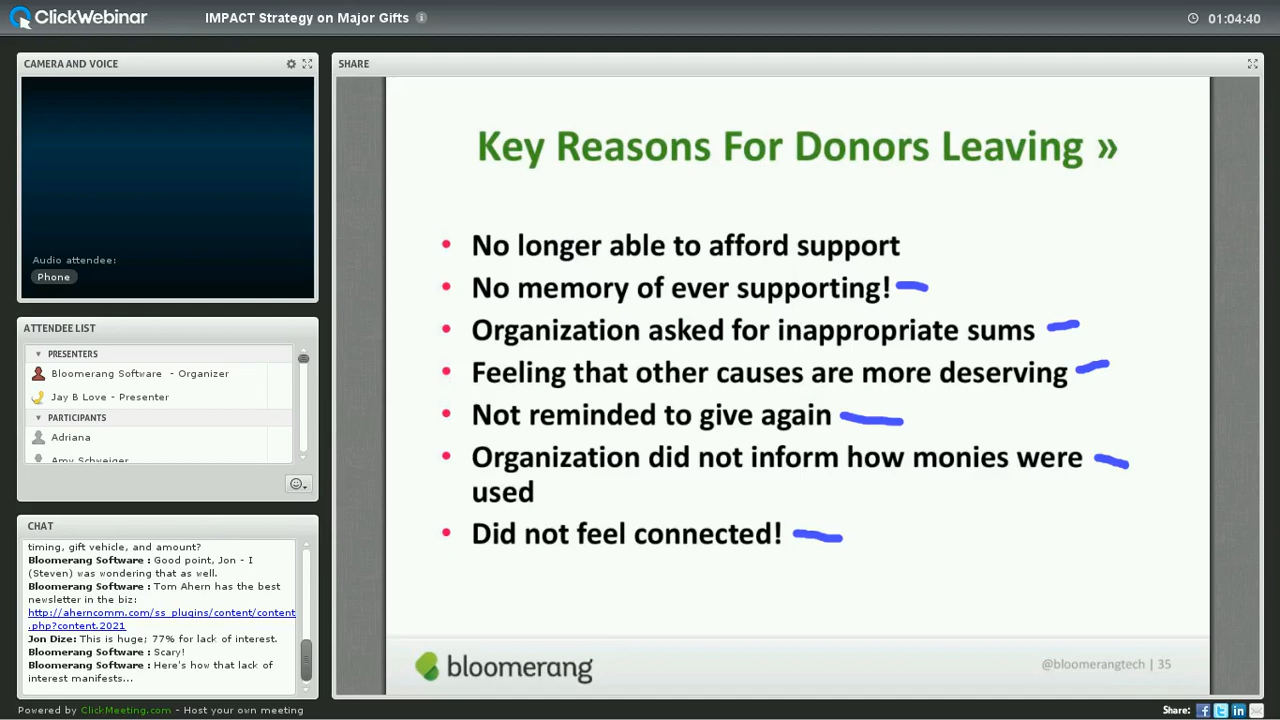 ClickWebinar
IMPACT Strategy on Major Gifts
01:04:40
CAMERA AND VOICE
Audio attendee:
Phone
ATTENDEE LIST
PRESENTERS
Bloomerang Software - Organizer
Jay B Love - Presenter
PARTICIPANTS
Adriana
Amy Schweiger
CHAT
timing, gift vehicle, and amount?
Bloomerang Software : Good point, Jon - I
(Steven) was wondering that as well.
Bloomerang Software : Tom Ahern has the best
newsletter in the biz:
http://aherncomm.com/ss_plugins/content/content
.php?content.2021
Jon Dize: This is huge; 77% for lack of interest.
Bloomerang Software : Scary!
Bloomerang Software : Here's how that lack of
interest manifests...
SHARE
Key Reasons For Donors Leaving »
• No longer able to afford support
• No memory of ever supporting!
• Organization asked for inappropriate sums
• Feeling that other causes are more deserving
• Not reminded to give again
• Organization did not inform how monies were
used
• Did not feel connected!
bloomerang
@bloomerangtech | 35
Powered by ClickMeeting.com - Host your own meeting
Share: